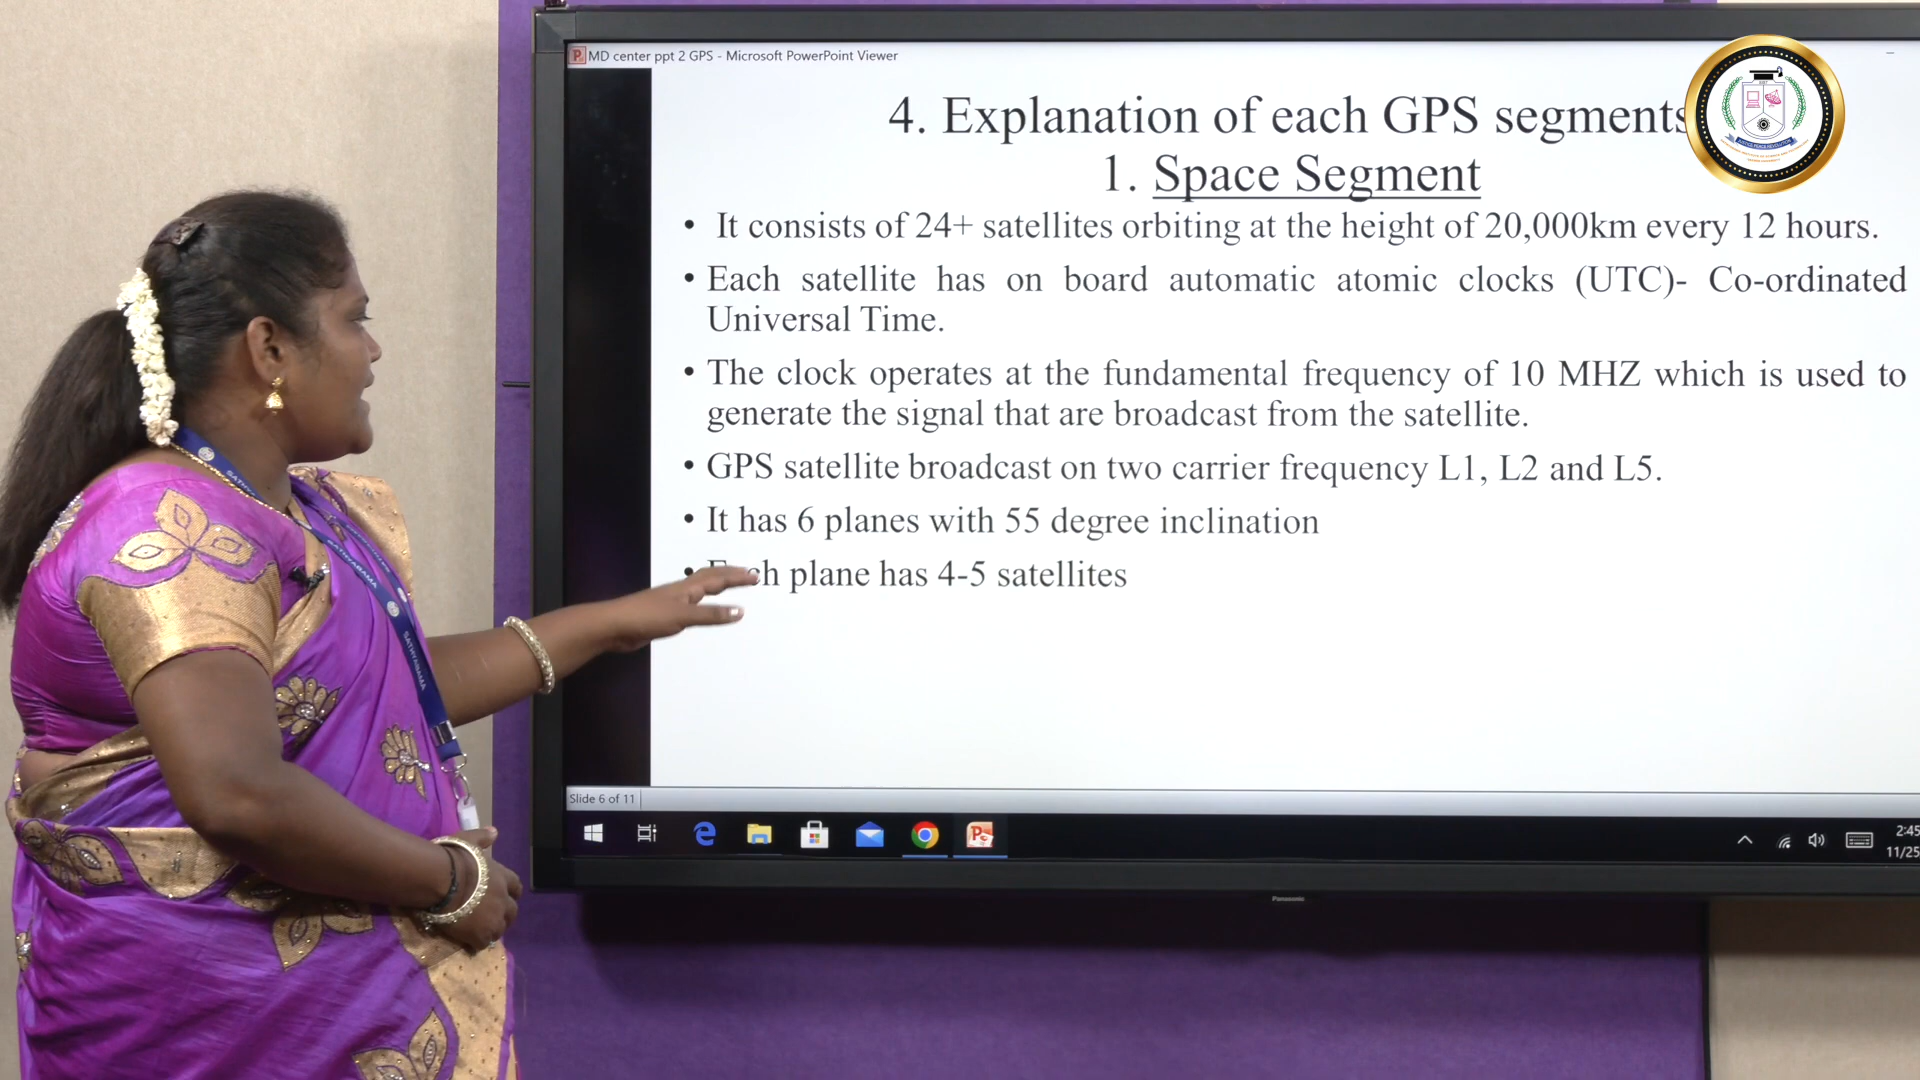 MD center ppt 2 GPS - Microsoft PowerPoint Viewer
4. Explanation of each GPS segments
1. Space Segment
• It consists of 24+ satellites orbiting at the height of 20,000km every 12 hours.
• Each satellite has on board automatic atomic clocks (UTC)- Co-ordinated
Universal Time.
• The clock operates at the fundamental frequency of 10 MHZ which is used to
generate the signal that are broadcast from the satellite.
• GPS satellite broadcast on two carrier frequency L1, L2 and L5.
• It has 6 planes with 55 degree inclination
• Each plane has 4-5 satellites
Slide 6 of 11
2:45
11/25
Panasonic
SATHYABAMA
SATHYABAMA